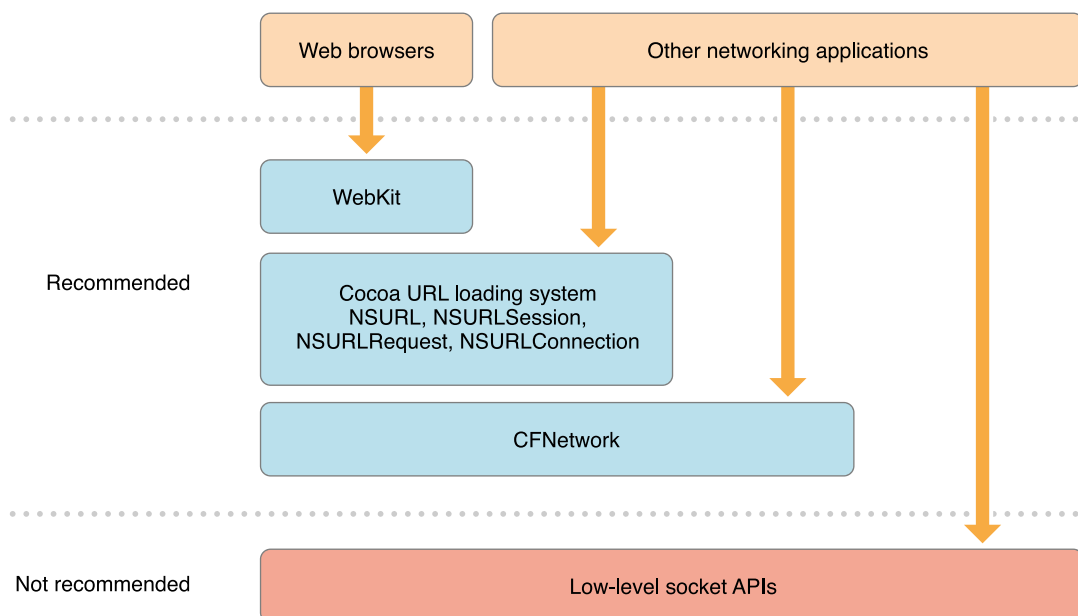 Web browsers
Other networking applications
WebKit
Recommended
Cocoa URL loading system
NSURL, NSURLSession,
NSURLRequest, NSURLConnection
CFNetwork
Not recommended
Low-level socket APIs